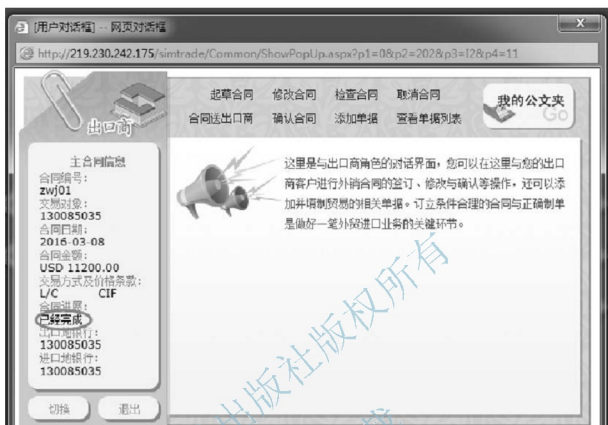 [用户对话框] -- 网页对话框
http://219.230.242.175/simtrade/Common/ShowPopUp.aspx?p1=0&p2=202&p3=I2&p4=11
起草合同 修改合同 检查合同 取消合同
合同送出口商 确认合同 添加单据 查看单据列表
我的公文夹
Go
出口商
主合同信息
合同编号:
zwj01
交易对象:
130085035
合同日期:
2016-03-08
合同金额:
USD 11200.00
交易方式及价格条款:
L/C CIF
合同进展:
已经完成
出口地银行:
130085035
进口地银行:
130085035
切换 退出
这里是与出口商角色的对话界面,您可以在这里与您的出口
商客户进行外销合同的签订、修改与确认等操作,还可以添
加并填制贸易的相关单据。订立条件合理的合同与正确制单
是做好一笔外贸进口业务的关键环节。
出版社版权所有